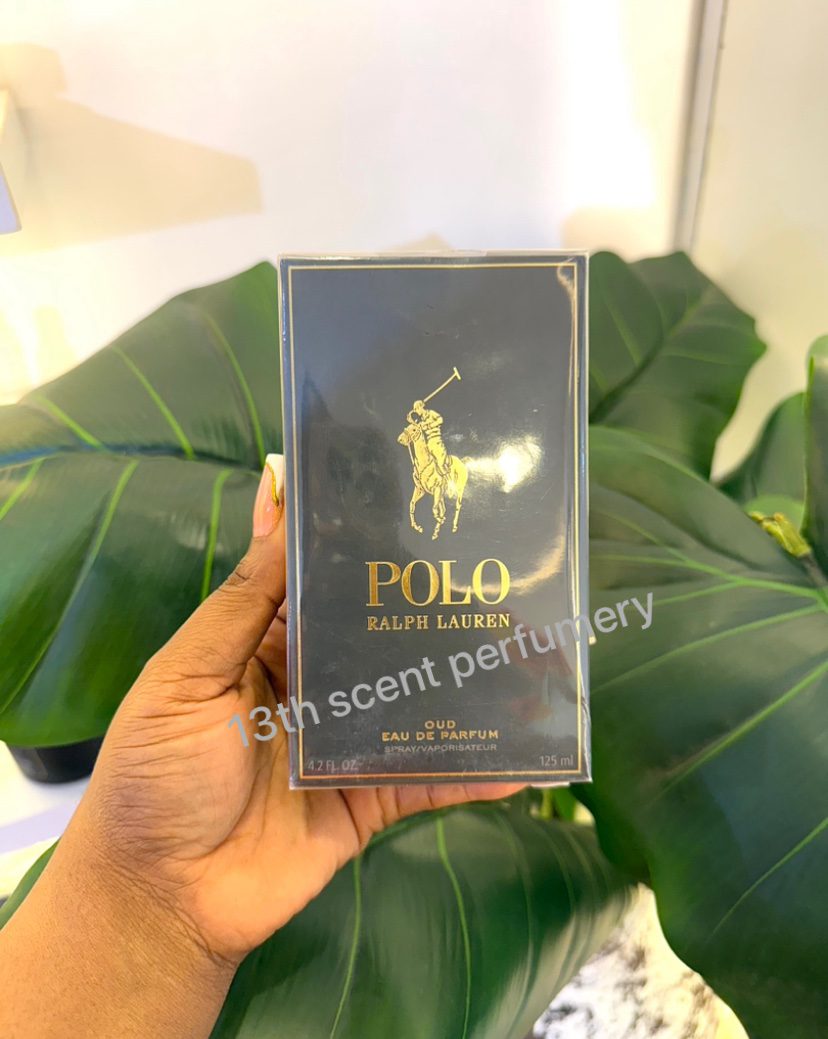 POLO
RALPH LAUREN
13th scent perfumery
OUD
EAU DE PARFUM
SPRAY/VAPORISATEUR
4.2 FL. OZ. 125 ml